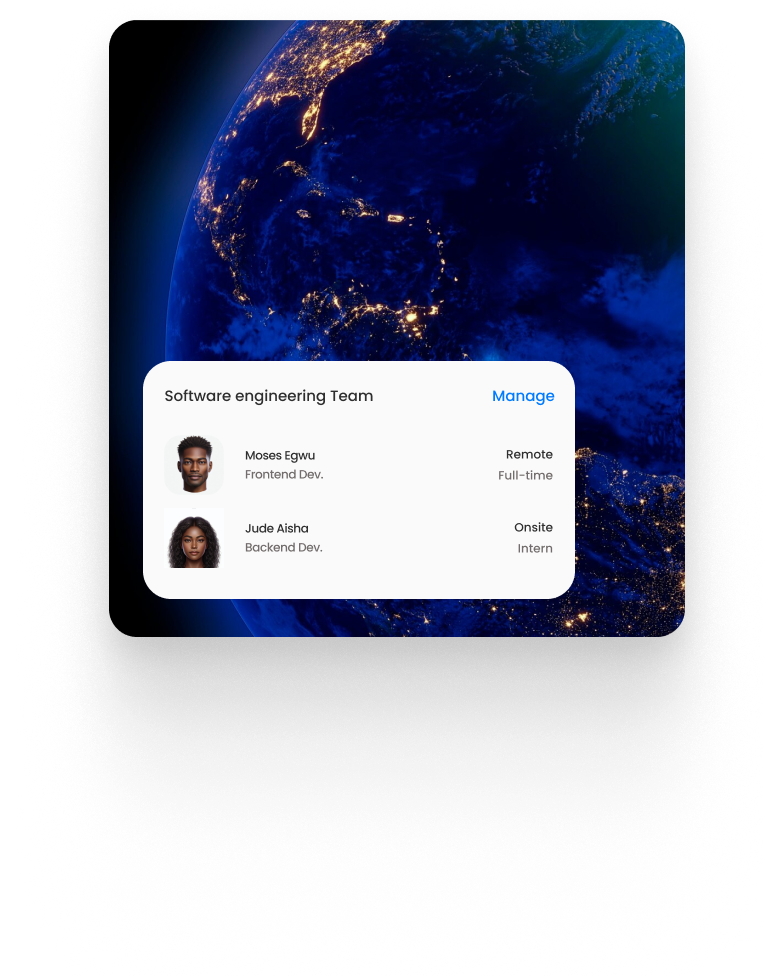 Software engineering Team Manage
Moses Egwu Remote
Frontend Dev. Full-time
Jude Aisha Onsite
Backend Dev. Intern